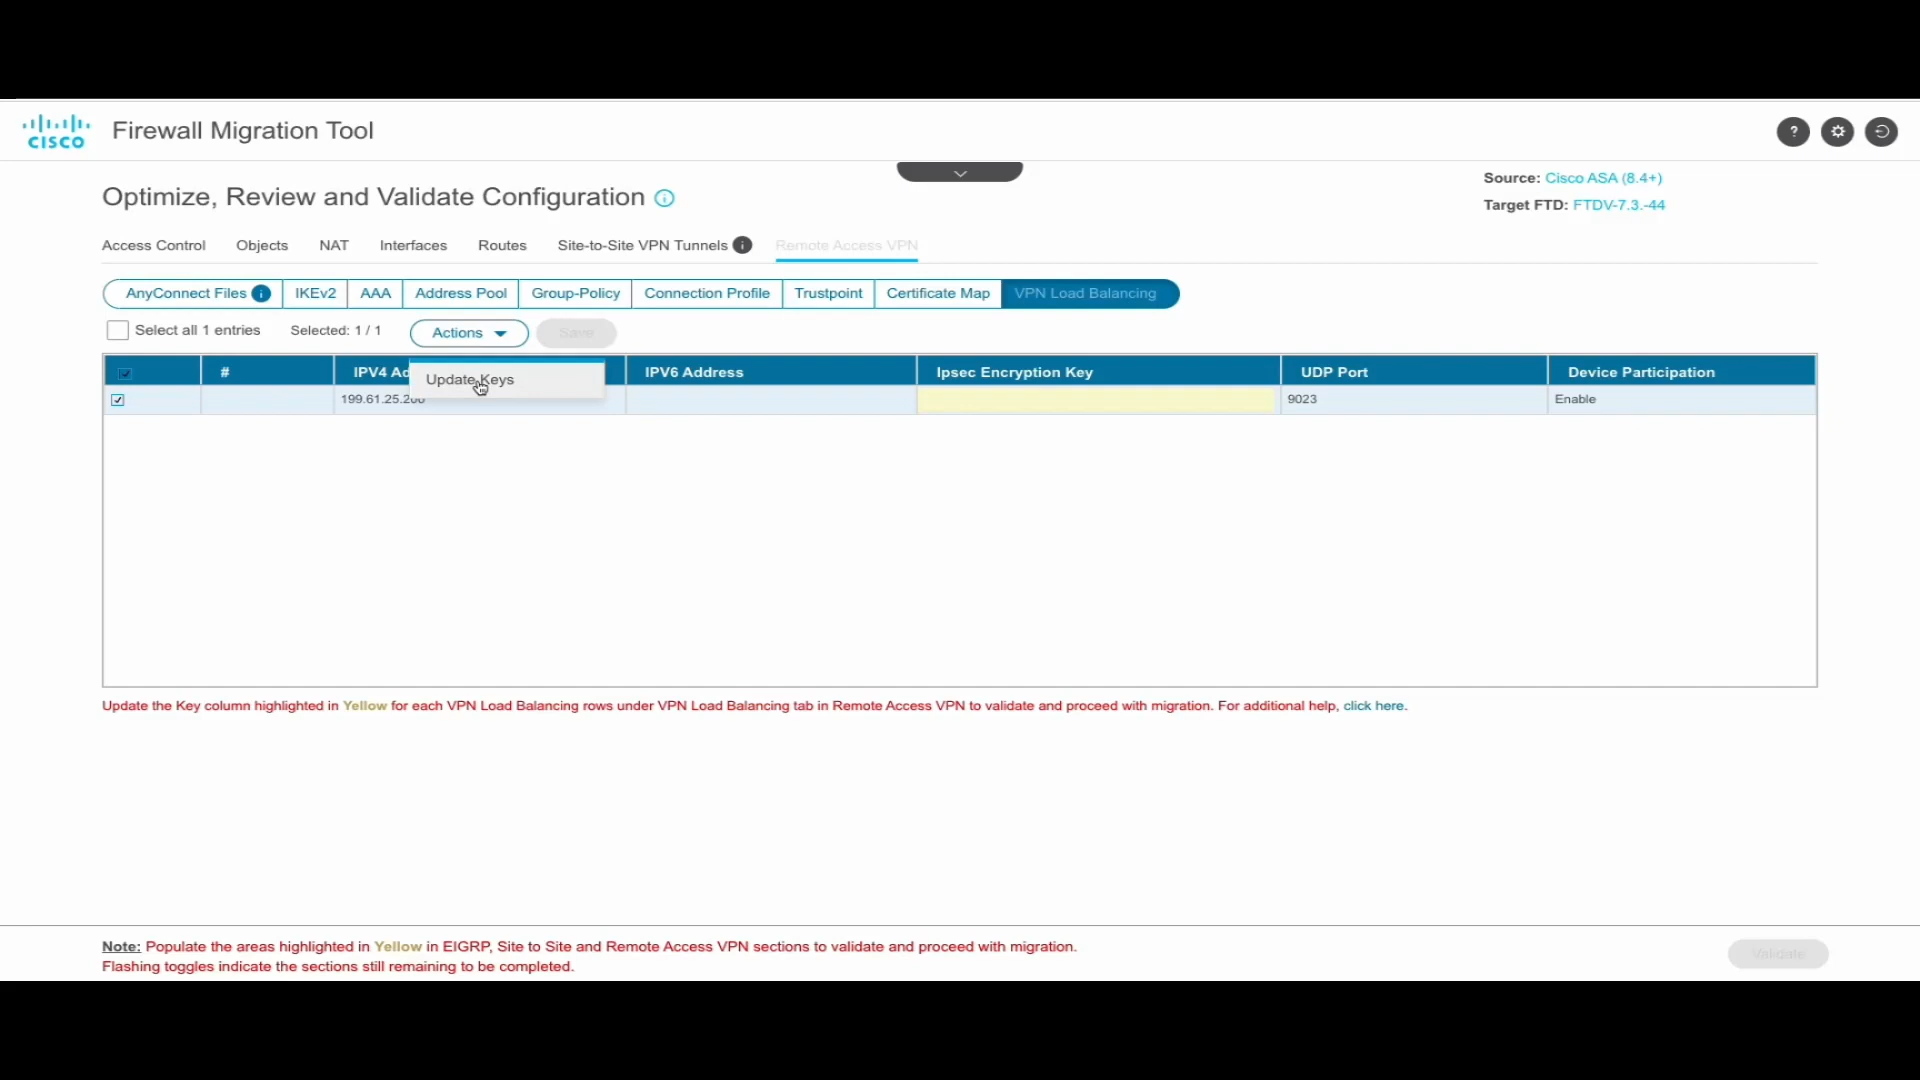 CISCO
Firewall Migration Tool
?
Optimize, Review and Validate Configuration i
Source: Cisco ASA (8.4+)
Target FTD: FTDV-7.3.-44
Access Control Objects NAT Interfaces Routes Site-to-Site VPN Tunnels i Remote Access VPN
AnyConnect Files i IKEv2 AAA Address Pool Group-Policy Connection Profile Trustpoint Certificate Map VPN Load Balancing
Select all 1 entries Selected: 1 / 1 Actions Save
# IPV4 Ad IPV6 Address Ipsec Encryption Key UDP Port Device Participation
Update Keys
199.61.25.200 9023 Enable
Update the Key column highlighted in Yellow for each VPN Load Balancing rows under VPN Load Balancing tab in Remote Access VPN to validate and proceed with migration. For additional help, click here.
Note: Populate the areas highlighted in Yellow in EIGRP, Site to Site and Remote Access VPN sections to validate and proceed with migration.
Flashing toggles indicate the sections still remaining to be completed.
Validate